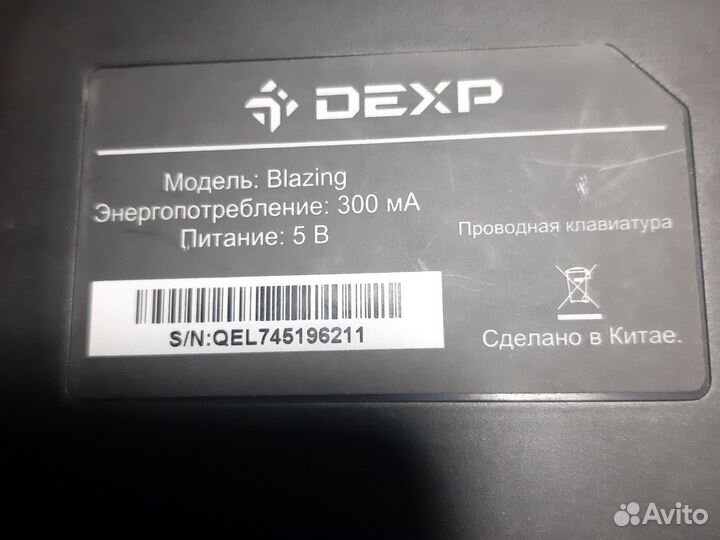 DEXP
Модель: Blazing
Энергопотребление: 300 мА
Питание: 5 В
S/N:QEL745196211
Проводная клавиатура
Сделано в Китае.
Avito